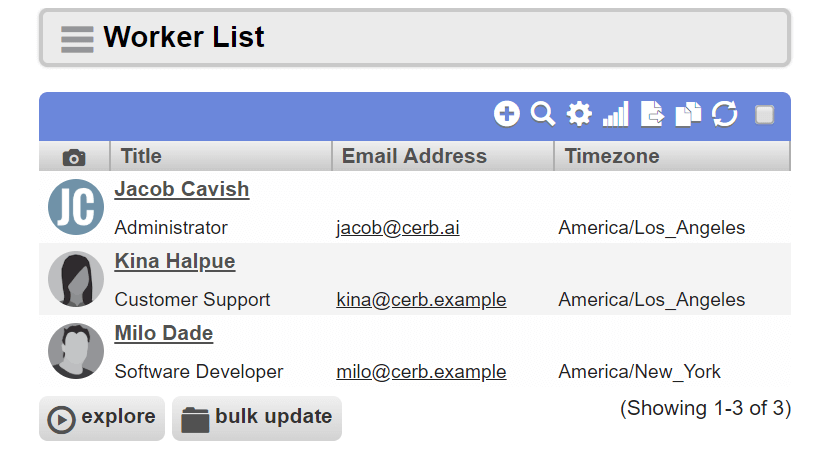 Worker List
Title Email Address Timezone
JC
Jacob Cavish
Administrator jacob@cerb.ai America/Los_Angeles
Kina Halpue
Customer Support kina@cerb.example America/Los_Angeles
Milo Dade
Software Developer milo@cerb.example America/New_York
explore bulk update (Showing 1-3 of 3)